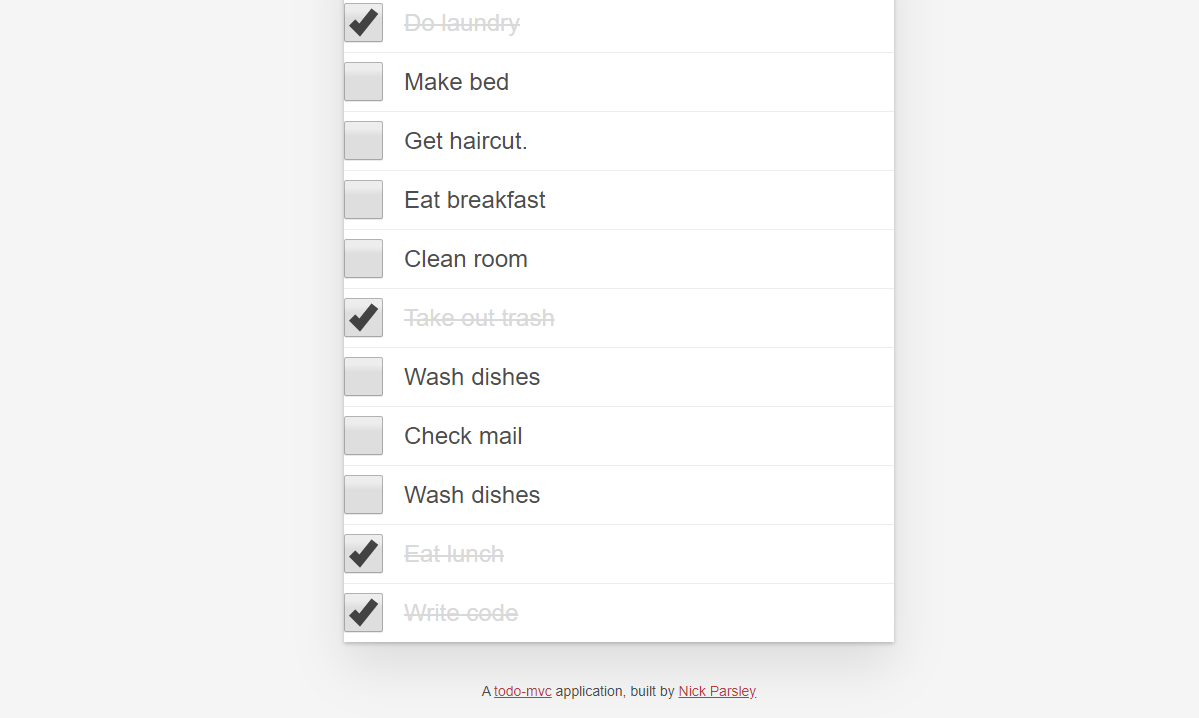 Do laundry
Make bed
Get haircut.
Eat breakfast
Clean room
Take out trash
Wash dishes
Check mail
Wash dishes
Eat lunch
Write code
A todo-mvc application, built by Nick Parsley